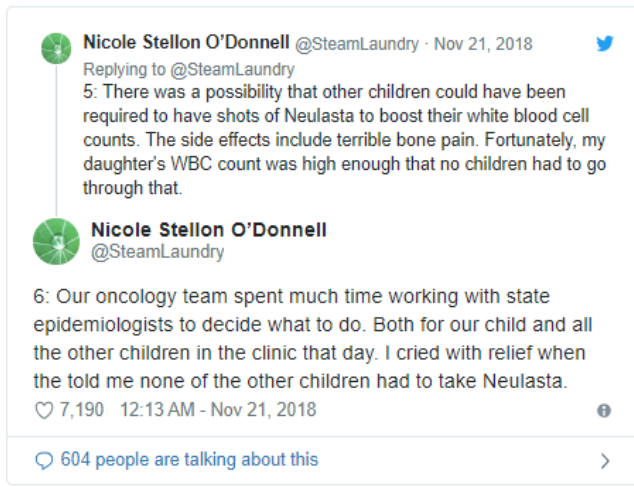 Nicole Stellon O'Donnell @SteamLaundry · Nov 21, 2018
Replying to @SteamLaundry
5: There was a possibility that other children could have been
required to have shots of Neulasta to boost their white blood cell
counts. The side effects include terrible bone pain. Fortunately, my
daughter's WBC count was high enough that no children had to go
through that.
Nicole Stellon O'Donnell
@SteamLaundry
6: Our oncology team spent much time working with state
epidemiologists to decide what to do. Both for our child and all
the other children in the clinic that day. I cried with relief when
the told me none of the other children had to take Neulasta.
7,190 12:13 AM - Nov 21, 2018
604 people are talking about this